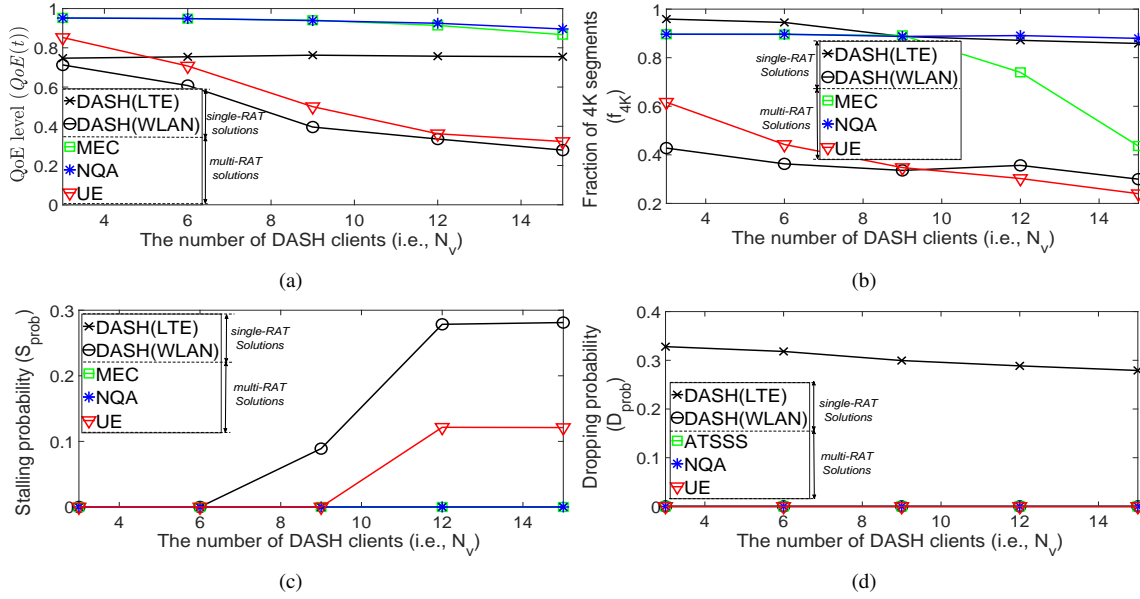 1
0.8
0.6
0.4
0.2
0
QoE level (QoE(t))
DASH(LTE)
DASH(WLAN)
MEC
NQA
UE
single-RAT
solutions
multi-RAT
solutions
4 6 8 10 12 14
The number of DASH clients (i.e., N_v)
(a)
1
0.8
0.6
0.4
0.2
Fraction of 4K segments
(f_4K)
DASH(LTE)
DASH(WLAN)
MEC
NQA
UE
single-RAT
Solutions
multi-RAT
Solutions
4 6 8 10 12 14
The number of DASH clients (i.e., N_v)
(b)
0.3
0.2
0.1
0
Stalling probability (S_prob)
DASH(LTE)
DASH(WLAN)
MEC
NQA
UE
single-RAT
Solutions
multi-RAT
Solutions
4 6 8 10 12 14
The number of DASH clients (i.e., N_v)
(c)
0.4
0.3
0.2
0.1
0
Dropping probability
(D_prob)
DASH(LTE)
DASH(WLAN)
ATSSS
NQA
UE
single-RAT
Solutions
multi-RAT
Solutions
4 6 8 10 12 14
The number of DASH clients (i.e., N_v)
(d)